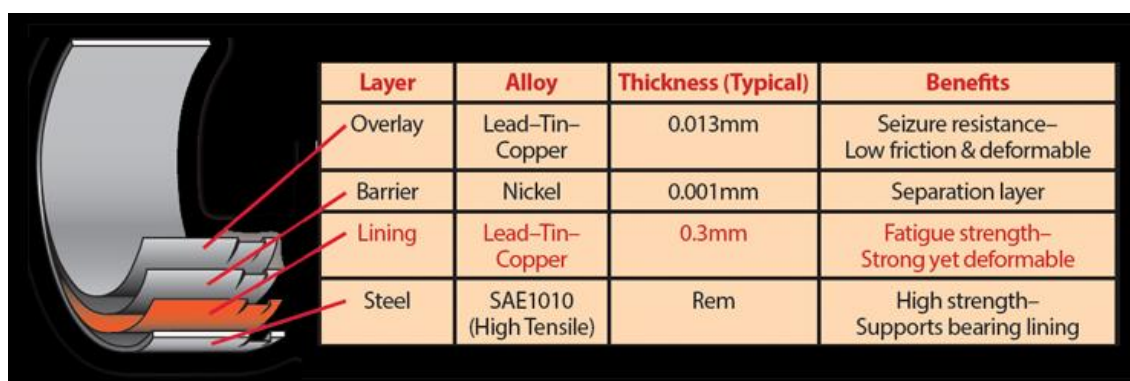 Layer Alloy Thickness (Typical) Benefits
Overlay Lead–Tin– 0.013mm Seizure resistance–
Copper Low friction & deformable
Barrier Nickel 0.001mm Separation layer
Lining Lead–Tin– 0.3mm Fatigue strength–
Copper Strong yet deformable
Steel SAE1010 Rem High strength–
(High Tensile) Supports bearing lining